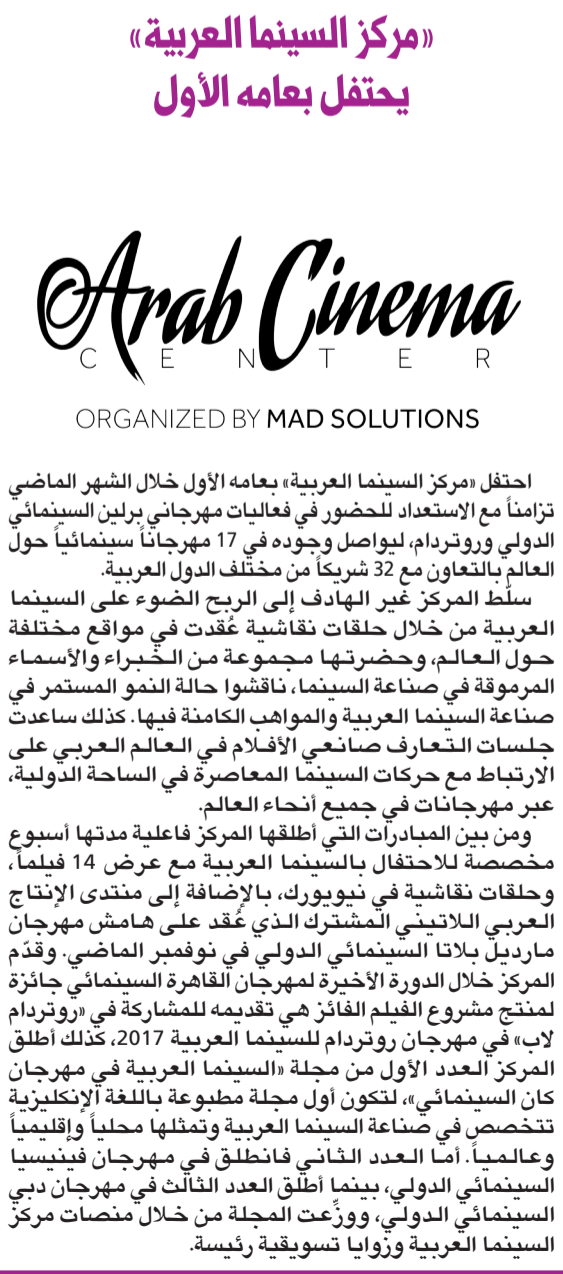 «مركز السينما العربية»
يحتفل بعامه الأول
Arab Cinema
CENTER
ORGANIZED BY MAD SOLUTIONS
احتفل «مركز السينما العربية» بعامه الأول خلال الشهر الماضي
تزامناً مع الاستعداد للحضور في فعاليات مهرجاني برلين السينمائي
الدولي وروتردام، ليواصل وجوده في 17 مهرجاناً سينمائياً حول
العالم بالتعاون مع 32 شريكاً من مختلف الدول العربية.
سلّط المركز غير الهادف إلى الربح الضوء على السينما
العربية من خلال حلقات نقاشية عُقدت في مواقع مختلفة
حول العالم، وحضرتها مجموعة من الخبراء والأسماء
المرموقة في صناعة السينما، ناقشوا حالة النمو المستمر في
صناعة السينما العربية والمواهب الكامنة فيها. كذلك ساعدت
جلسات التعارف صانعي الأفلام في العالم العربي على
الارتباط مع حركات السينما المعاصرة في الساحة الدولية،
عبر مهرجانات في جميع أنحاء العالم.
ومن بين المبادرات التي أطلقها المركز فاعلية مدتها أسبوع
مخصصة للاحتفال بالسينما العربية مع عرض 14 فيلماً،
وحلقات نقاشية في نيويورك، بالإضافة إلى منتدى الإنتاج
العربي اللاتيني المشترك الذي عُقد على هامش مهرجان
مارديل بلاتا السينمائي الدولي في نوفمبر الماضي. وقدّم
المركز خلال الدورة الأخيرة لمهرجان القاهرة السينمائي جائزة
لمنتج مشروع الفيلم الفائز هي تقديمه للمشاركة في «روتردام
لاب» في مهرجان روتردام للسينما العربية 2017، كذلك أطلق
المركز العدد الأول من مجلة «السينما العربية في مهرجان
كان السينمائي»، لتكون أول مجلة مطبوعة باللغة الإنكليزية
تتخصص في صناعة السينما العربية وتمثلها محلياً وإقليمياً
وعالمياً. أما العدد الثاني فانطلق في مهرجان فينيسيا
السينمائي الدولي، بينما أطلق العدد الثالث في مهرجان دبي
السينمائي الدولي، ووزِّعت المجلة من خلال منصات مركز
السينما العربية وزوايا تسويقية رئيسة.